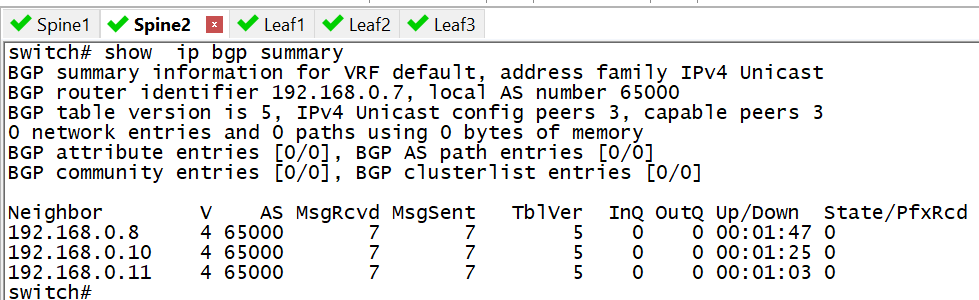 Spine1 Spine2 x Leaf1 Leaf2 Leaf3
switch# show  ip bgp summary
BGP summary information for VRF default, address family IPv4 Unicast
BGP router identifier 192.168.0.7, local AS number 65000
BGP table version is 5, IPv4 Unicast config peers 3, capable peers 3
0 network entries and 0 paths using 0 bytes of memory
BGP attribute entries [0/0], BGP AS path entries [0/0]
BGP community entries [0/0], BGP clusterlist entries [0/0]
Neighbor        V    AS MsgRcvd MsgSent   TblVer  InQ OutQ Up/Down  State/PfxRcd
192.168.0.8     4 65000       7       7        5    0    0 00:01:47 0
192.168.0.10    4 65000       7       7        5    0    0 00:01:25 0
192.168.0.11    4 65000       7       7        5    0    0 00:01:03 0
switch#